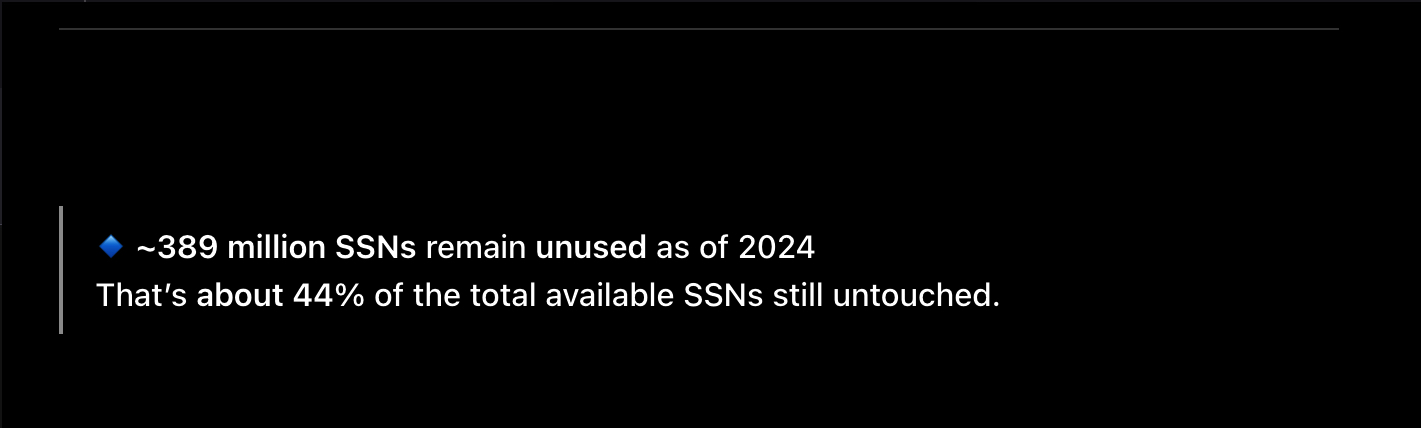 🔹 ~389 million SSNs remain unused as of 2024
That’s about 44% of the total available SSNs still untouched.